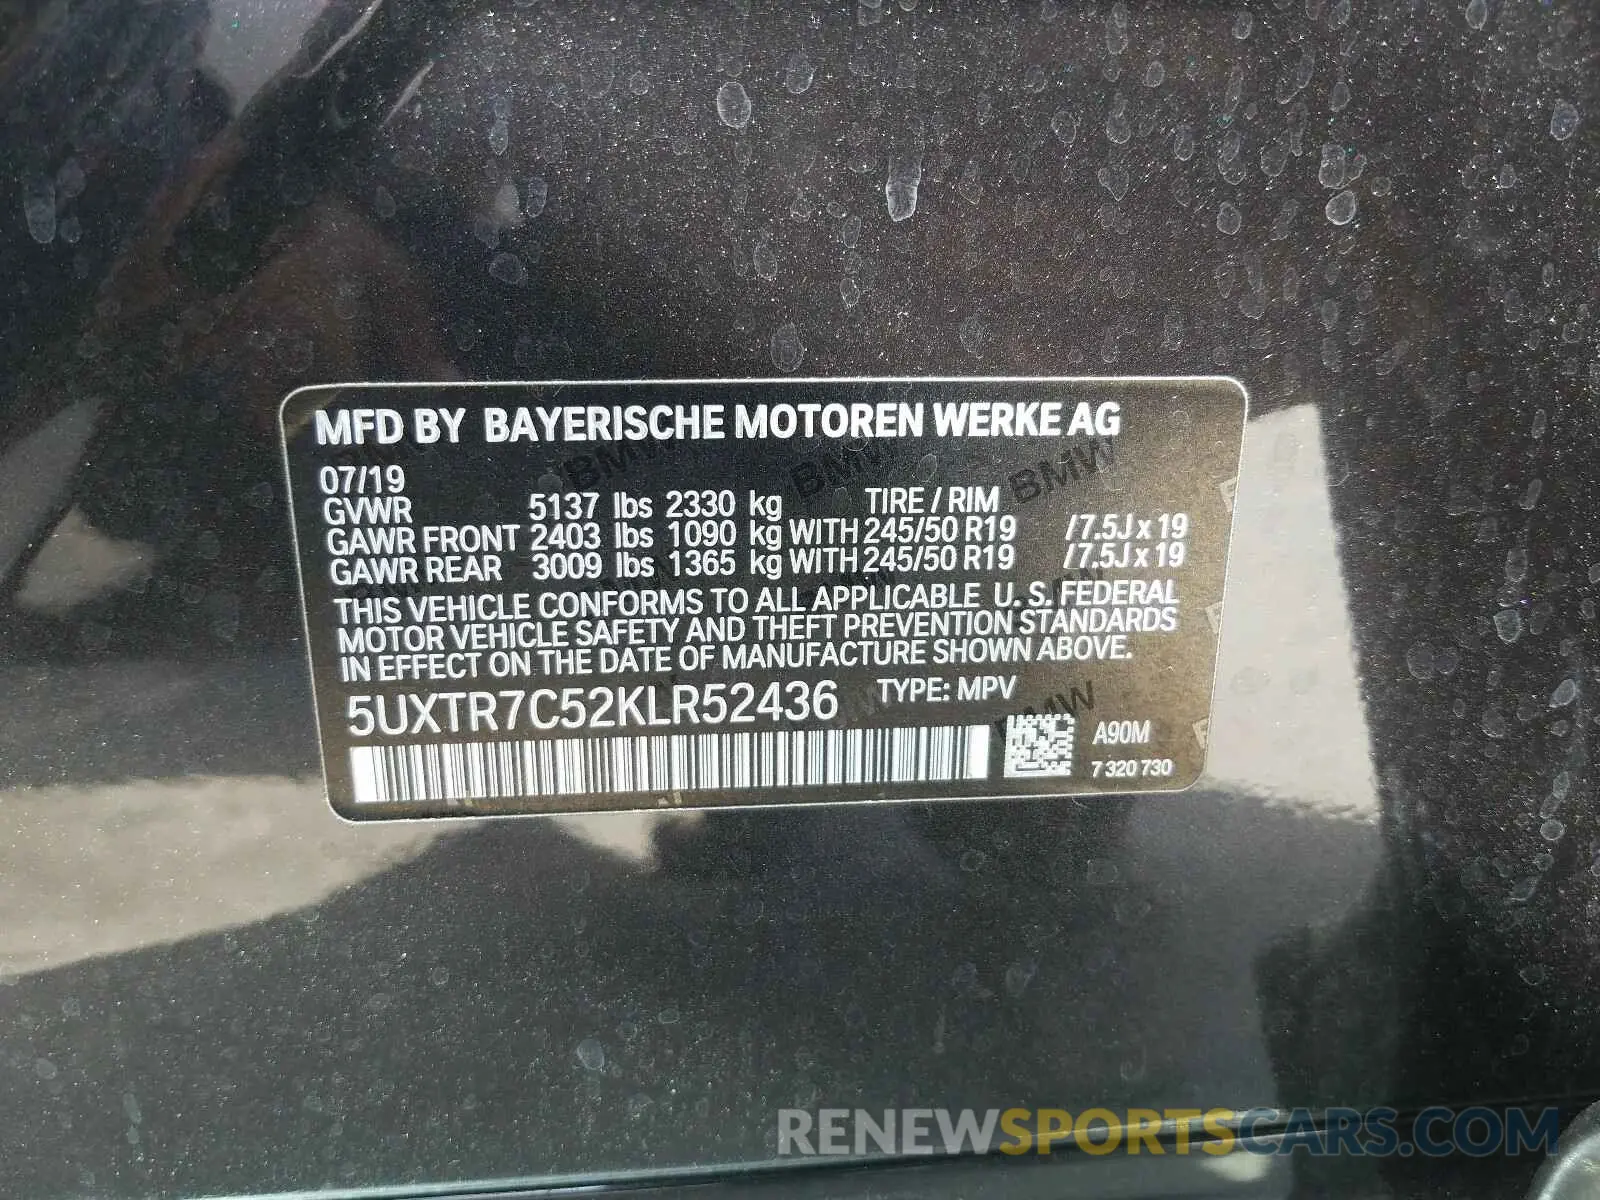 MFD BY BAYERISCHE MOTOREN WERKE AG
07/19
GVWR 5137 lbs 2330 kg TIRE / RIM
GAWR FRONT 2403 lbs 1090 kg WITH 245/50 R19 /7.5J x 19
GAWR REAR 3009 lbs 1365 kg WITH 245/50 R19 /7.5J x 19
THIS VEHICLE CONFORMS TO ALL APPLICABLE U.S. FEDERAL
MOTOR VEHICLE SAFETY AND THEFT PREVENTION STANDARDS
IN EFFECT ON THE DATE OF MANUFACTURE SHOWN ABOVE.
5UXTR7C52KLR52436 TYPE: MPV
A90M
7 320 730
RENEWSPORTSCARS.COM